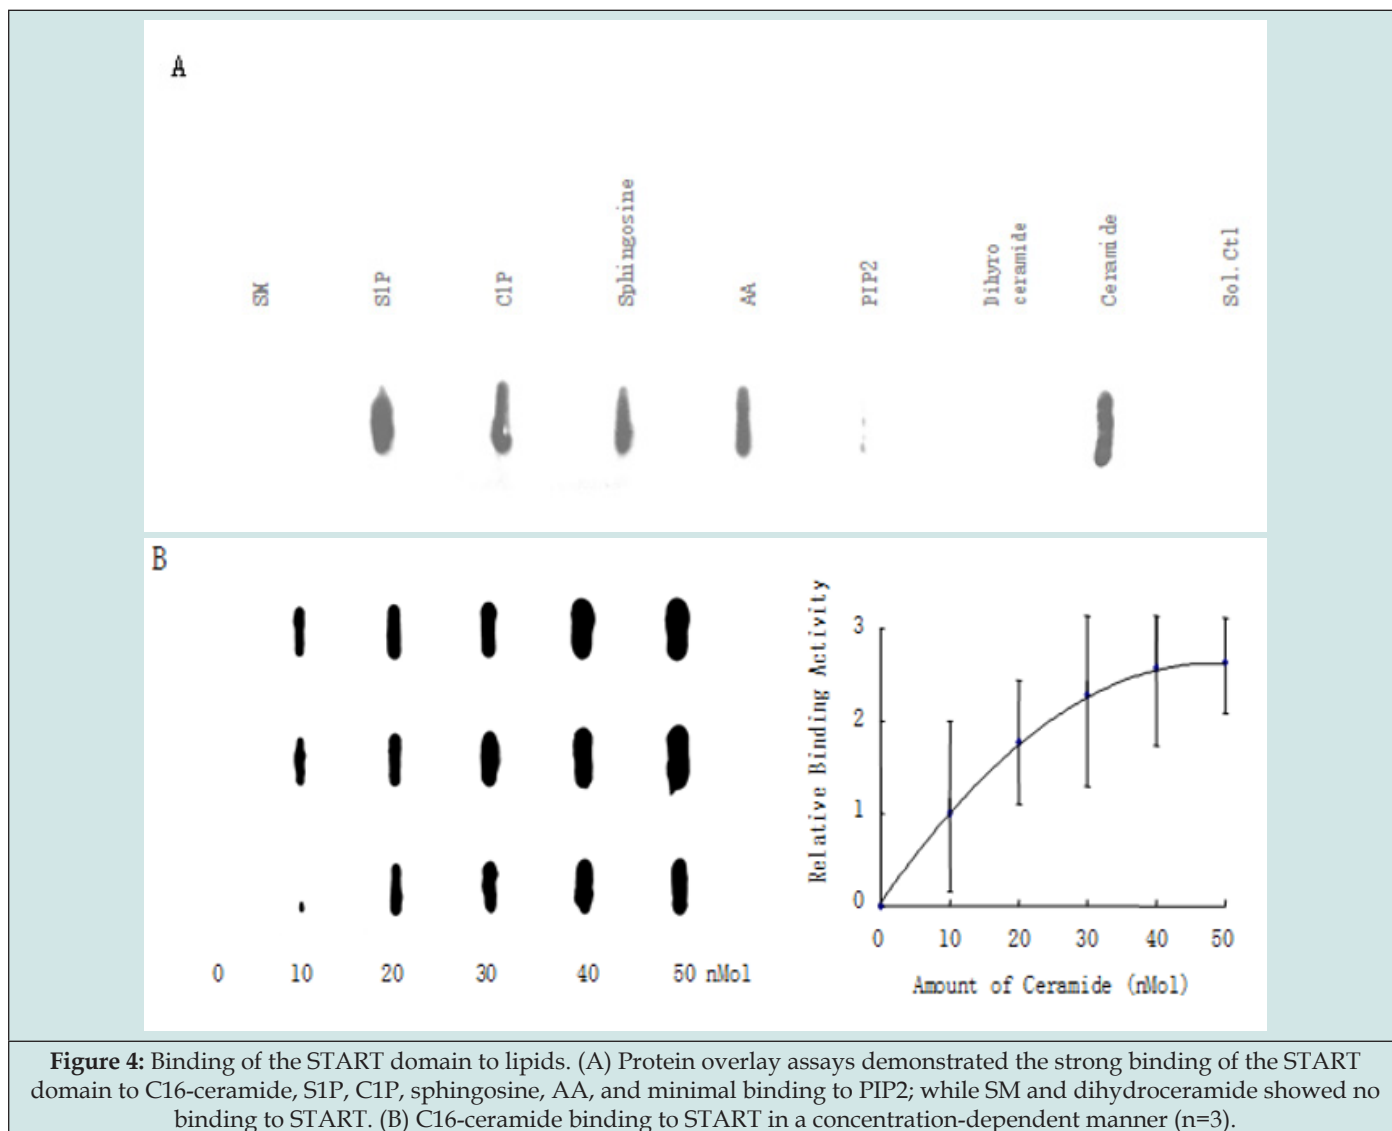 A
SM
S1P
C1P
Sphingosine
AA
PIP2
Dihyro
ceramide
Ceramide
Sol.Ctl
B
0 10 20 30 40 50 nMol
Relative Binding Activity
3
2
1
0
0 10 20 30 40 50
Amount of Ceramide (nMol)
Figure 4: Binding of the START domain to lipids. (A) Protein overlay assays demonstrated the strong binding of the START
domain to C16-ceramide, S1P, C1P, sphingosine, AA, and minimal binding to PIP2; while SM and dihydroceramide showed no
binding to START. (B) C16-ceramide binding to START in a concentration-dependent manner (n=3).